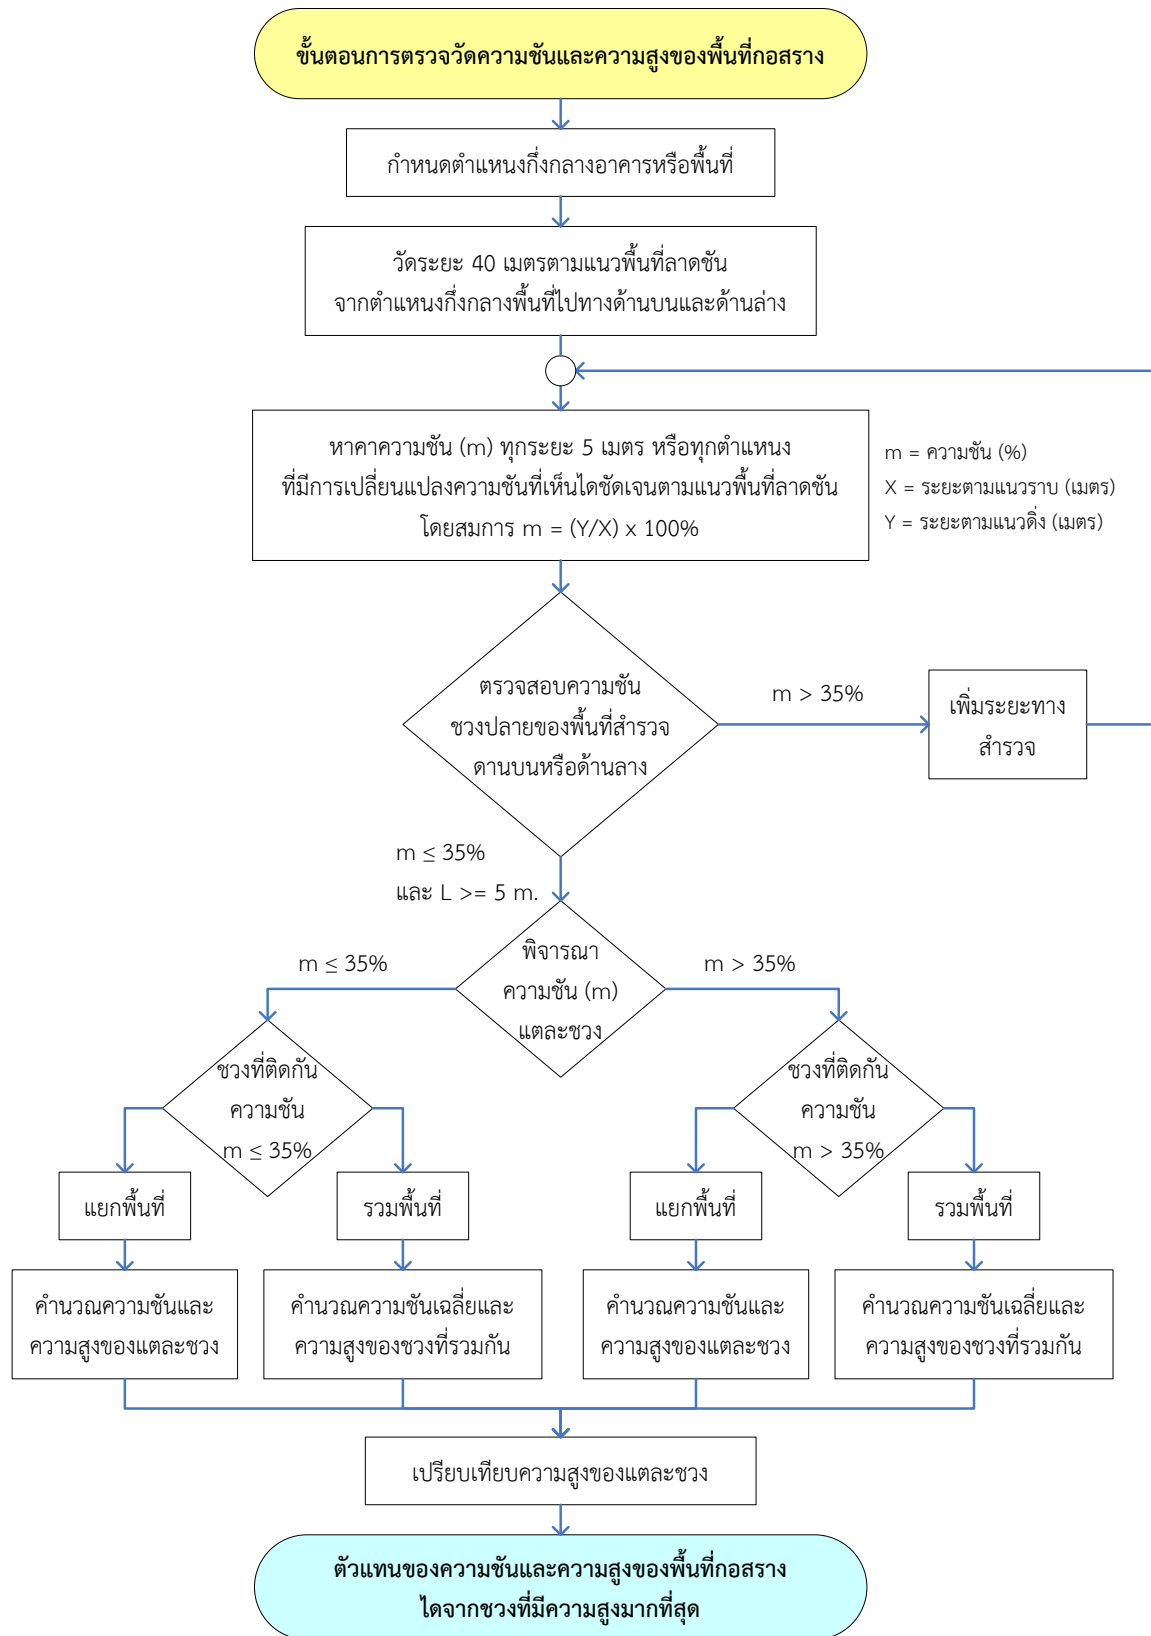 ขั้นตอนการตรวจวัดความชันและความสูงของพื้นที่กอสราง
กำหนดตำแหนงกึ่งกลางอาคารหรือพื้นที่
วัดระยะ 40 เมตรตามแนวพื้นที่ลาดชัน
จากตำแหนงกึ่งกลางพื้นที่ไปทางด้านบนและด้านล่าง
หาคาความชัน (m) ทุกระยะ 5 เมตร หรือทุกตำแหนง
ที่มีการเปลี่ยนแปลงความชันที่เห็นไดชัดเจนตามแนวพื้นที่ลาดชัน
โดยสมการ m = (Y/X) x 100%
m = ความชัน (%)
X = ระยะตามแนวราบ (เมตร)
Y = ระยะตามแนวดิ่ง (เมตร)
ตรวจสอบความชัน
ชวงปลายของพื้นที่สำรวจ
ดานบนหรือด้านลาง
m > 35%
เพิ่มระยะทาง
สำรวจ
m ≤ 35%
และ L >= 5 m.
พิจารณา
ความชัน (m)
แตละชวง
m ≤ 35%
m > 35%
ชวงที่ติดกัน
ความชัน
m ≤ 35%
ชวงที่ติดกัน
ความชัน
m > 35%
แยกพื้นที่
รวมพื้นที่
แยกพื้นที่
รวมพื้นที่
คำนวณความชันและ
ความสูงของแตละชวง
คำนวณความชันเฉลี่ยและ
ความสูงของชวงที่รวมกัน
คำนวณความชันและ
ความสูงของแตละชวง
คำนวณความชันเฉลี่ยและ
ความสูงของชวงที่รวมกัน
เปรียบเทียบความสูงของแตละชวง
ตัวแทนของความชันและความสูงของพื้นที่กอสราง
ไดจากชวงที่มีความสูงมากที่สุด